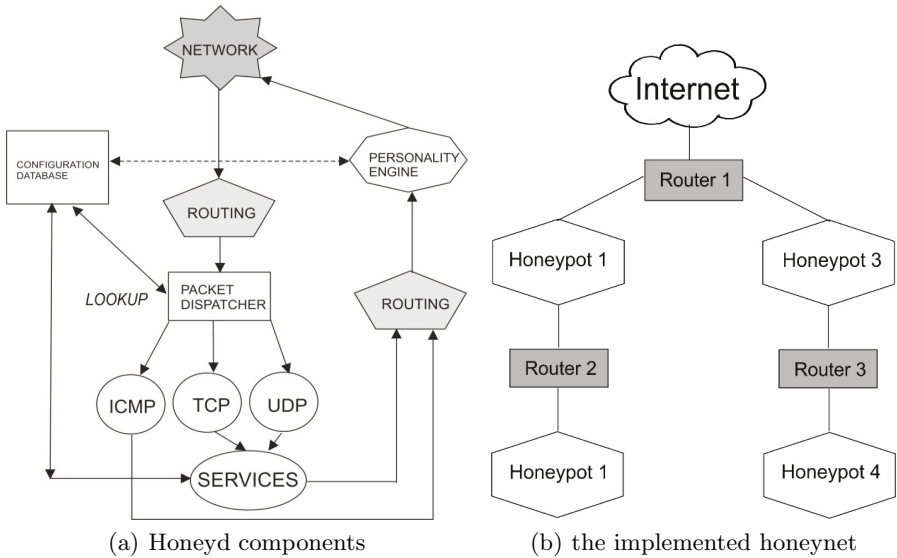 NETWORK
CONFIGURATION
DATABASE
PERSONALITY
ENGINE
ROUTING
LOOKUP
PACKET
DISPATCHER
ROUTING
ICMP
TCP
UDP
SERVICES
(a) Honeyd components
Internet
Router 1
Honeypot 1
Honeypot 3
Router 2
Router 3
Honeypot 1
Honeypot 4
(b) the implemented honeynet